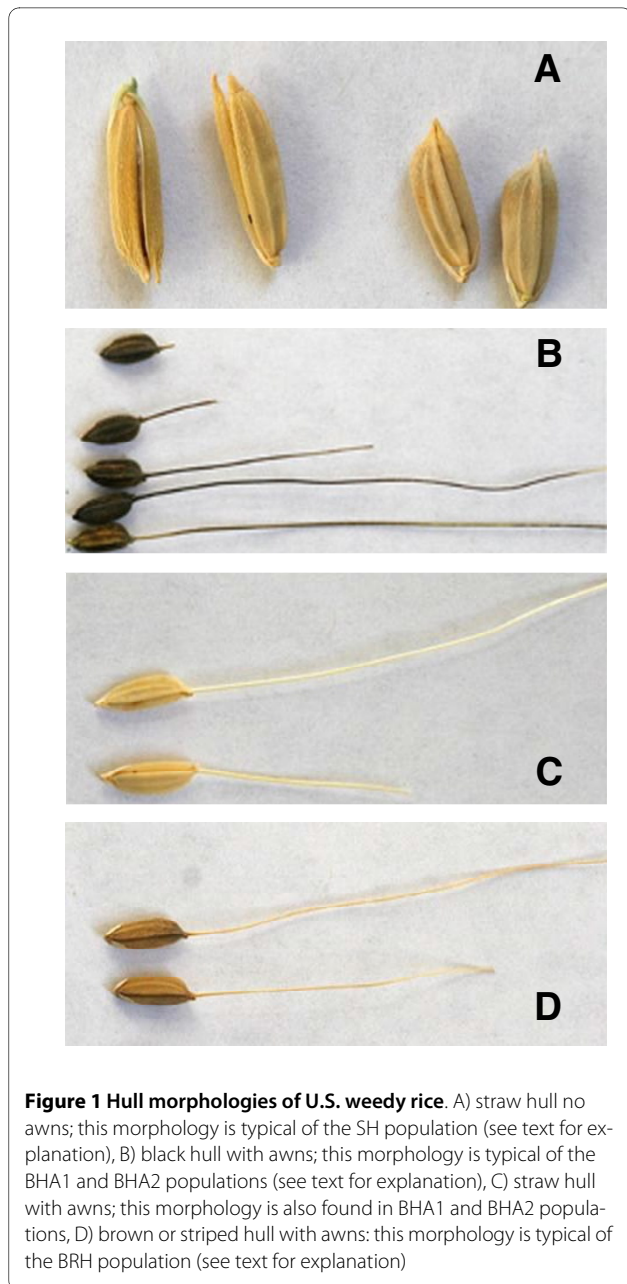 A
B
C
D
Figure 1 Hull morphologies of U.S. weedy rice. A) straw hull no
awns; this morphology is typical of the SH population (see text for ex-
planation), B) black hull with awns; this morphology is typical of the
BHA1 and BHA2 populations (see text for explanation), C) straw hull
with awns; this morphology is also found in BHA1 and BHA2 popula-
tions, D) brown or striped hull with awns: this morphology is typical of
the BRH population (see text for explanation)